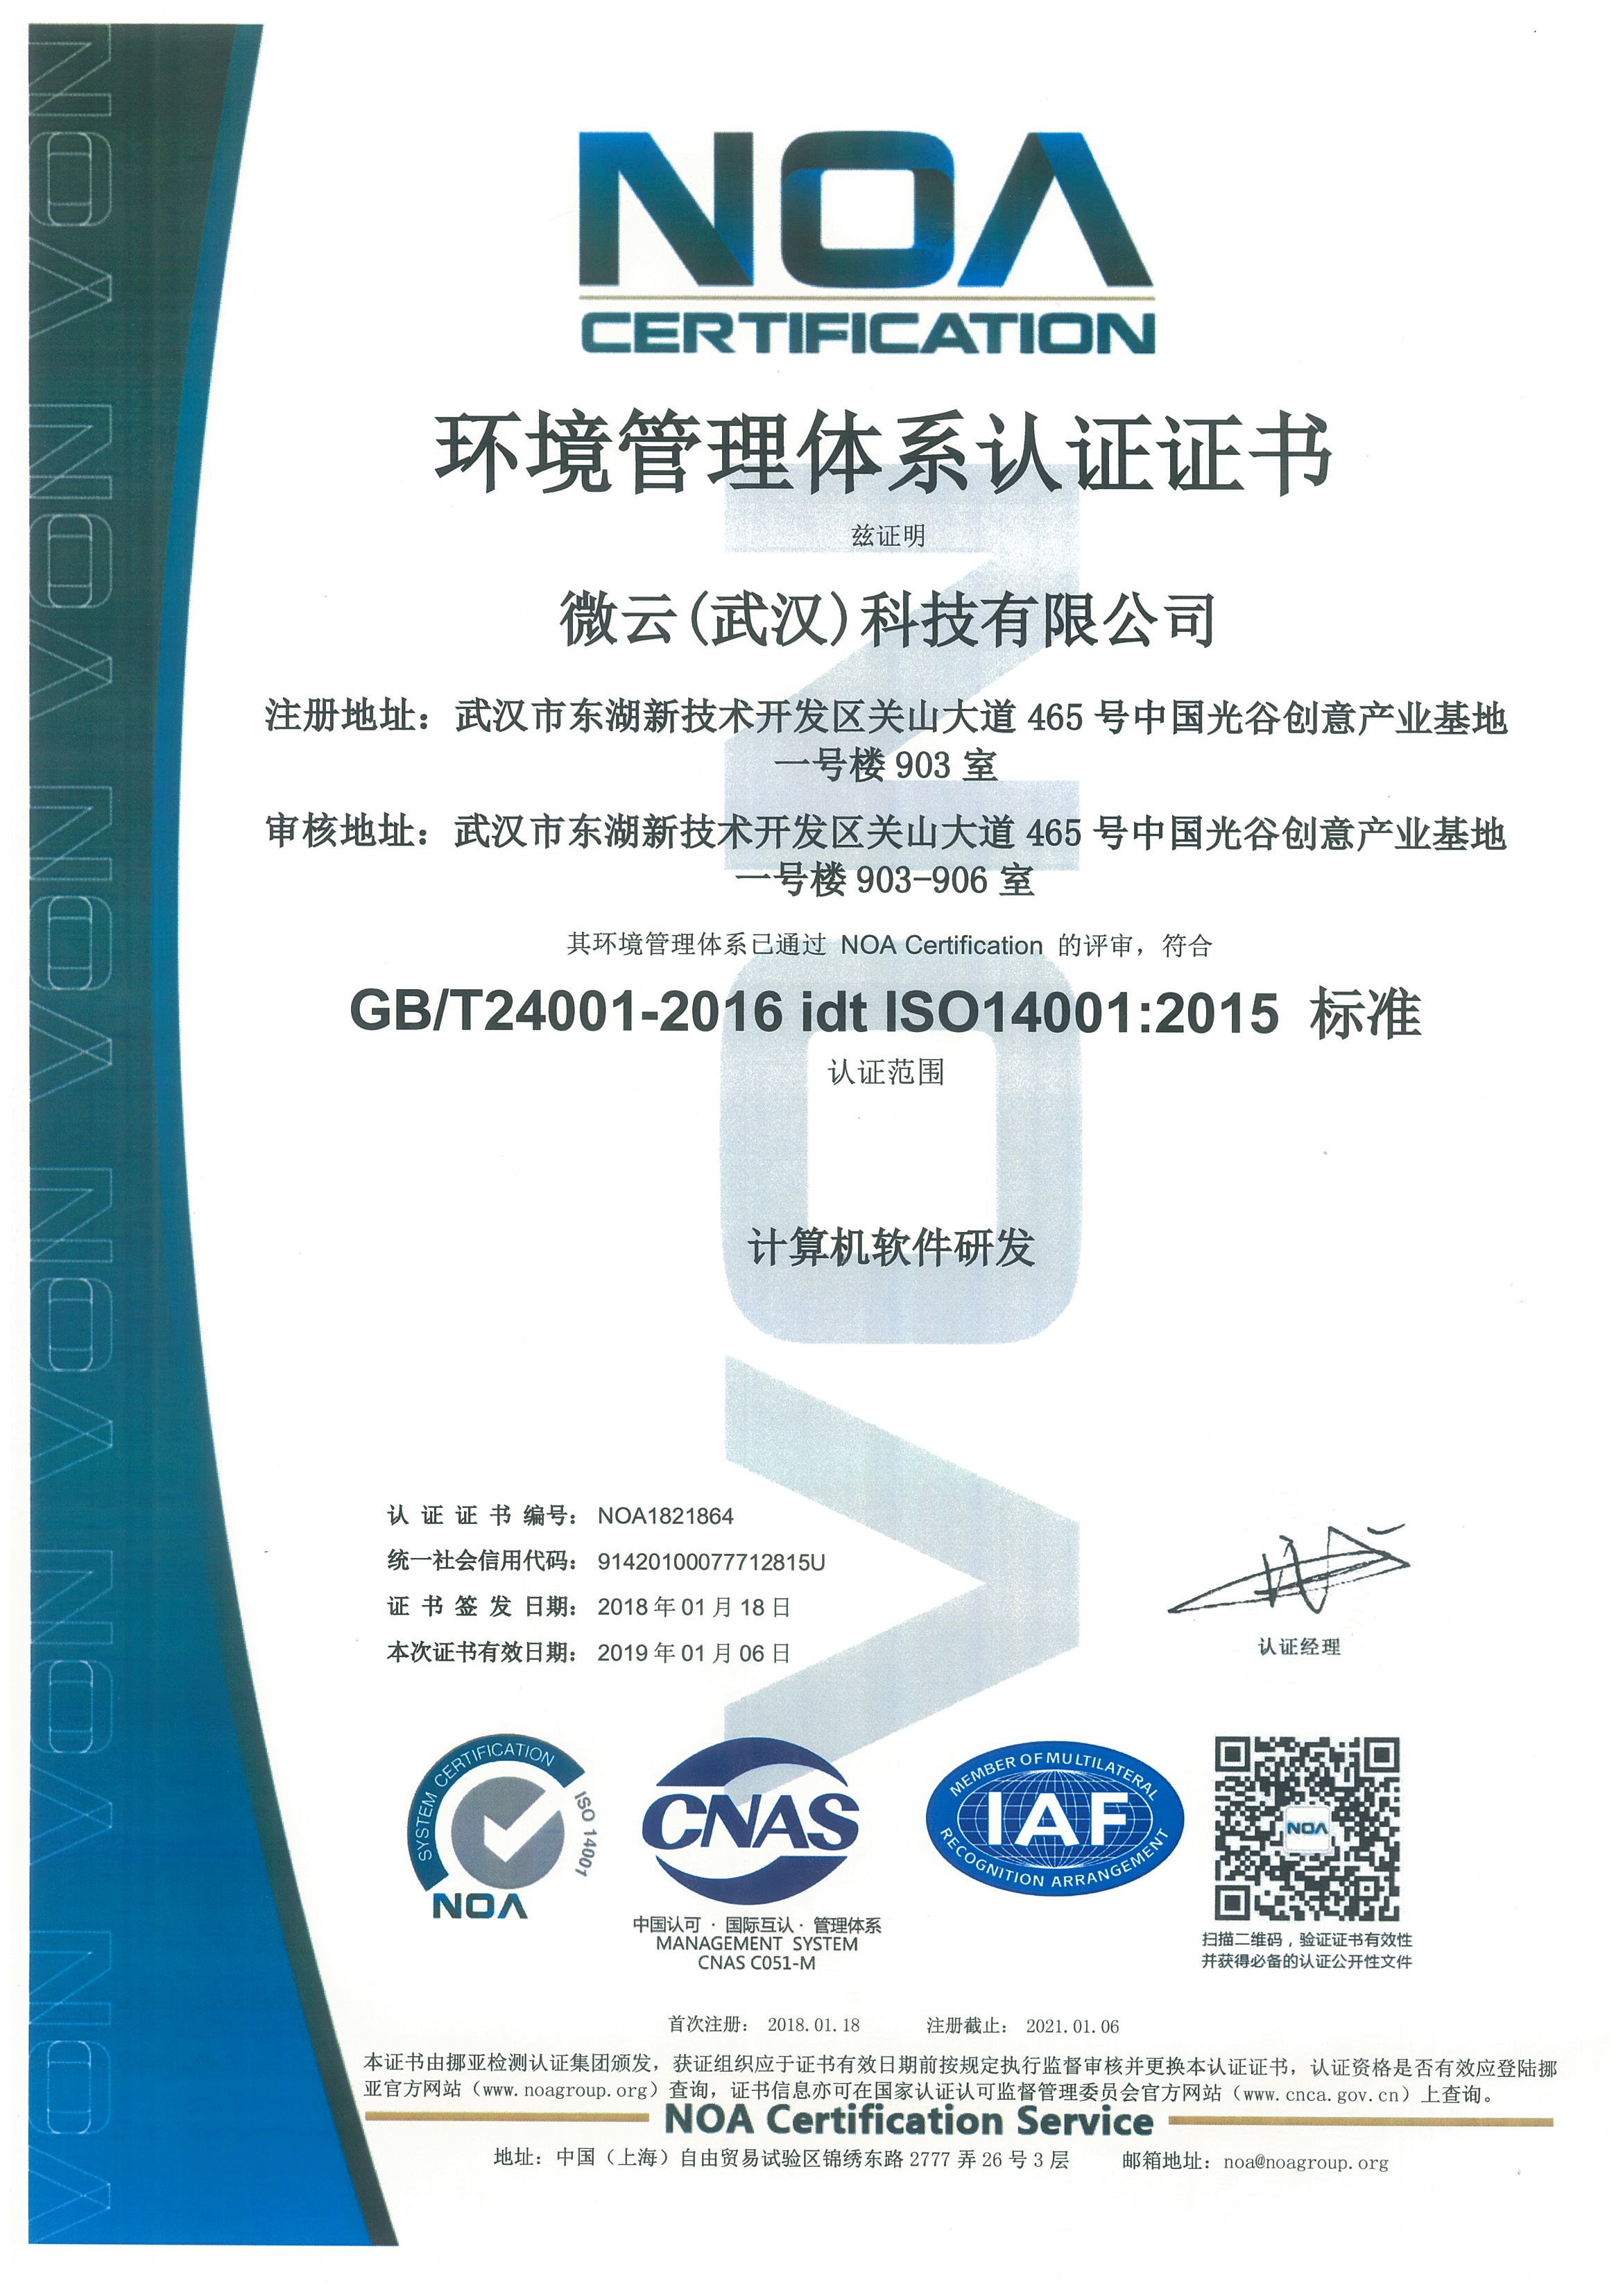 NOA
CERTIFICATION
环境管理体系认证证书
兹证明
微云(武汉)科技有限公司
注册地址：武汉市东湖新技术开发区关山大道 465 号中国光谷创意产业基地
一号楼 903 室
审核地址：武汉市东湖新技术开发区关山大道 465 号中国光谷创意产业基地
一号楼 903-906 室
其环境管理体系已通过 NOA Certification 的评审，符合
GB/T24001-2016 idt ISO14001:2015 标准
认证范围
计算机软件研发
认 证 证 书 编号： NOA1821864
统一社会信用代码： 91420100077712815U
证 书 签 发 日期： 2018 年 01 月 18 日
本次证书有效日期： 2019 年 01 月 06 日
认证经理
SYSTEM CERTIFICATION
ISO 14001
NOA
CNAS
中国认可 · 国际互认 · 管理体系
MANAGEMENT SYSTEM
CNAS C051-M
MEMBER OF MULTILATERAL
IAF
RECOGNITION ARRANGEMENT
NOA
扫描二维码，验证证书有效性
并获得必备的认证公开性文件
首次注册： 2018.01.18 注册截止： 2021.01.06
本证书由挪亚检测认证集团颁发，获证组织应于证书有效日期前按规定执行监督审核并更换本认证证书，认证资格是否有效应登陆挪
亚官方网站（www.noagroup.org）查询，证书信息亦可在国家认证认可监督管理委员会官方网站（www.cnca.gov.cn）上查询。
NOA Certification Service
地址：中国（上海）自由贸易试验区锦绣东路 2777 弄 26 号 3 层 邮箱地址：noa@noagroup.org